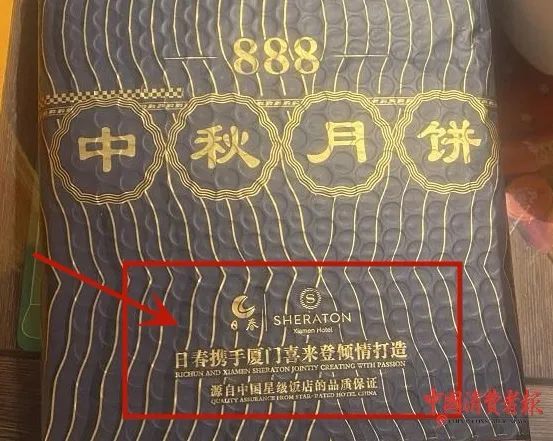 888
中秋月饼
日春
SHERATON
Xiamen Hotel
日春携手厦门喜来登倾情打造
RICHUN AND XIAMEN SHERATON JOINTLY CREATING WITH PASSION
源自中国星级饭店的品质保证
QUALITY ASSURANCE FROM STAR-RATED HOTEL CHINA
中国消费者报
CHINA CONSUMER NEWS